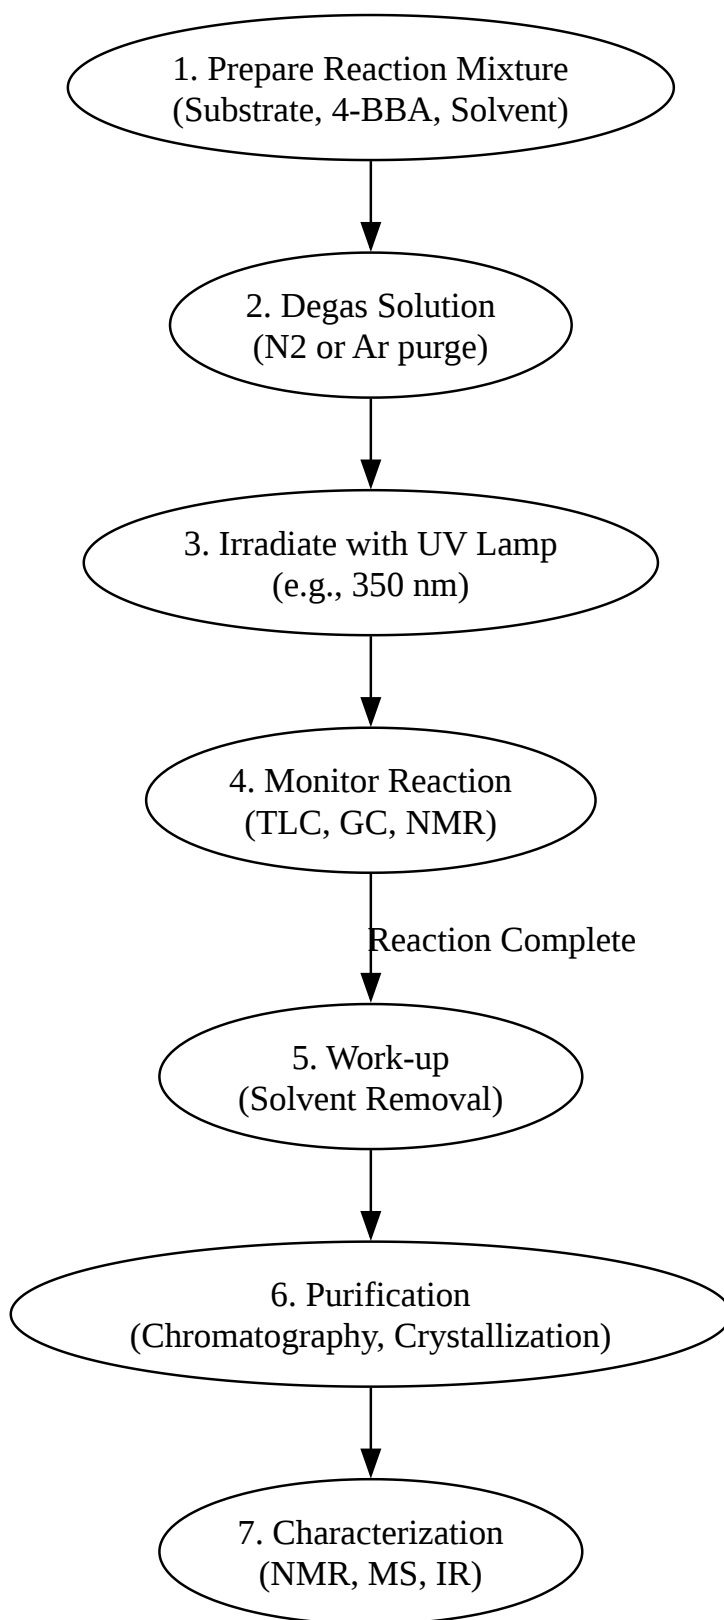 1. Prepare Reaction Mixture
(Substrate, 4-BBA, Solvent)
2. Degas Solution
(N2 or Ar purge)
3. Irradiate with UV Lamp
(e.g., 350 nm)
4. Monitor Reaction
(TLC, GC, NMR)
Reaction Complete
5. Work-up
(Solvent Removal)
6. Purification
(Chromatography, Crystallization)
7. Characterization
(NMR, MS, IR)